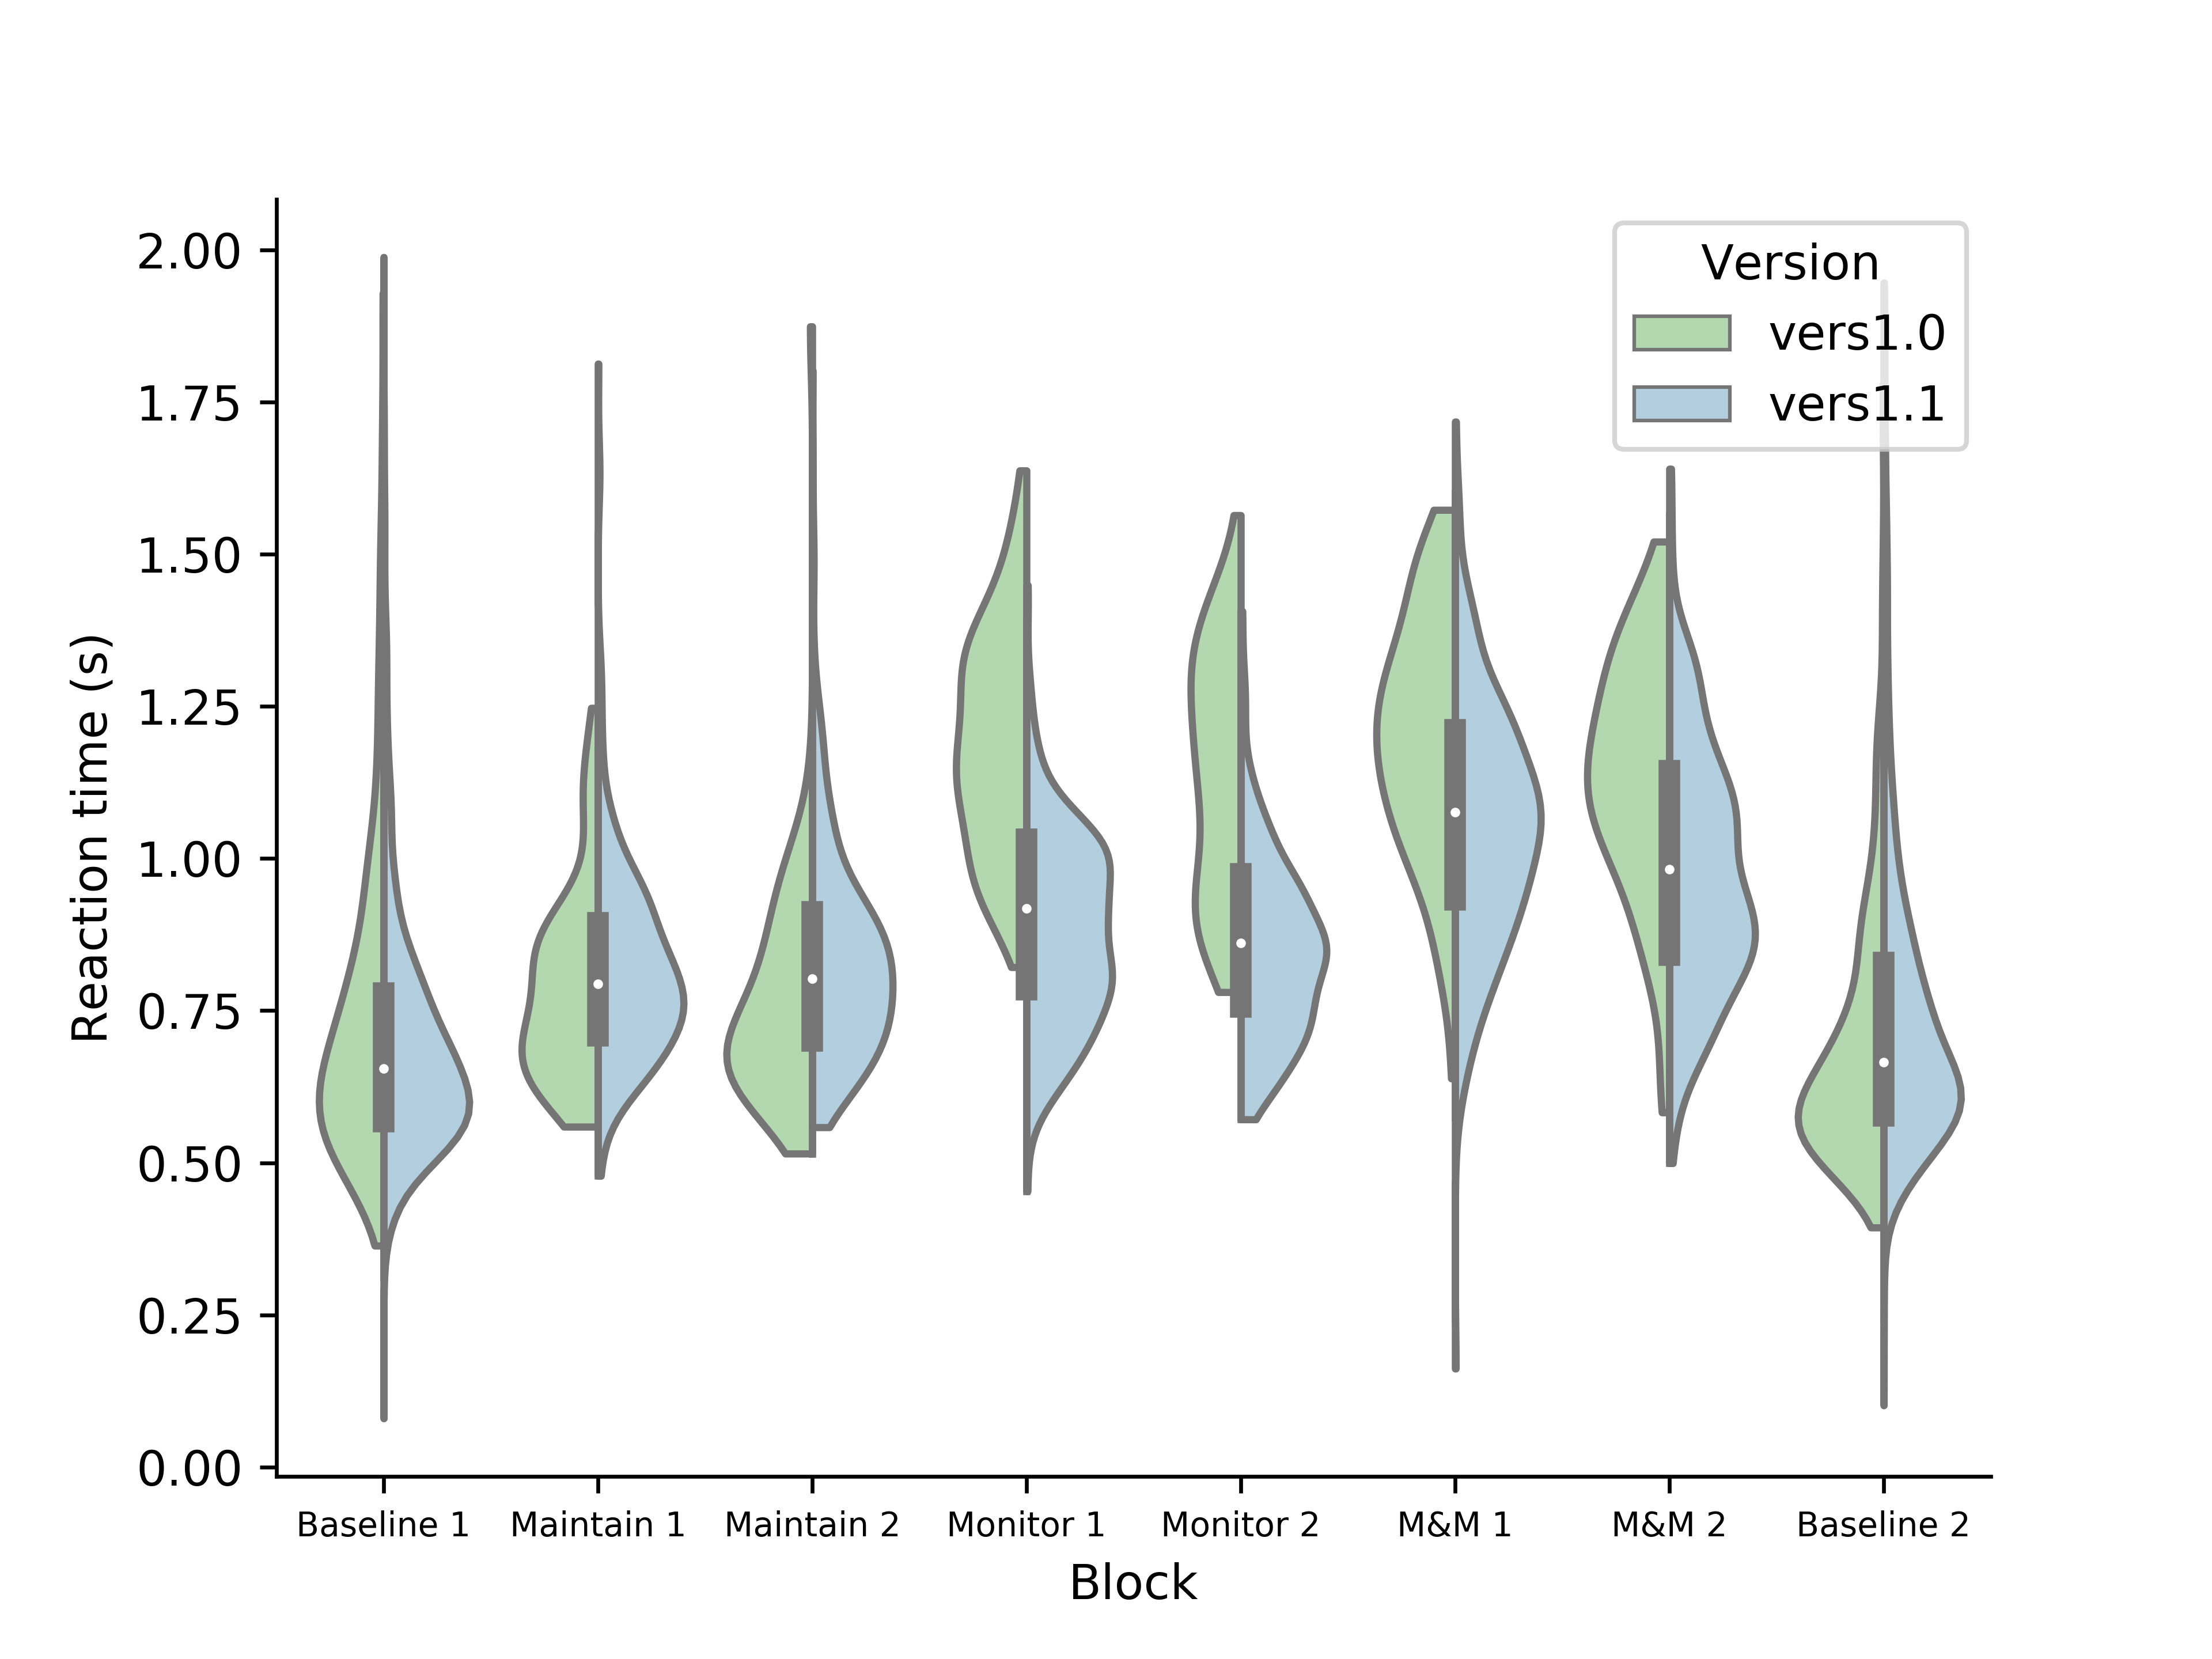 Version
vers1.0
vers1.1
2.00
1.75
1.50
1.25
1.00
0.75
0.50
0.25
0.00
Reaction time (s)
Baseline 1 Maintain 1 Maintain 2 Monitor 1 Monitor 2 M&M 1 M&M 2 Baseline 2
Block